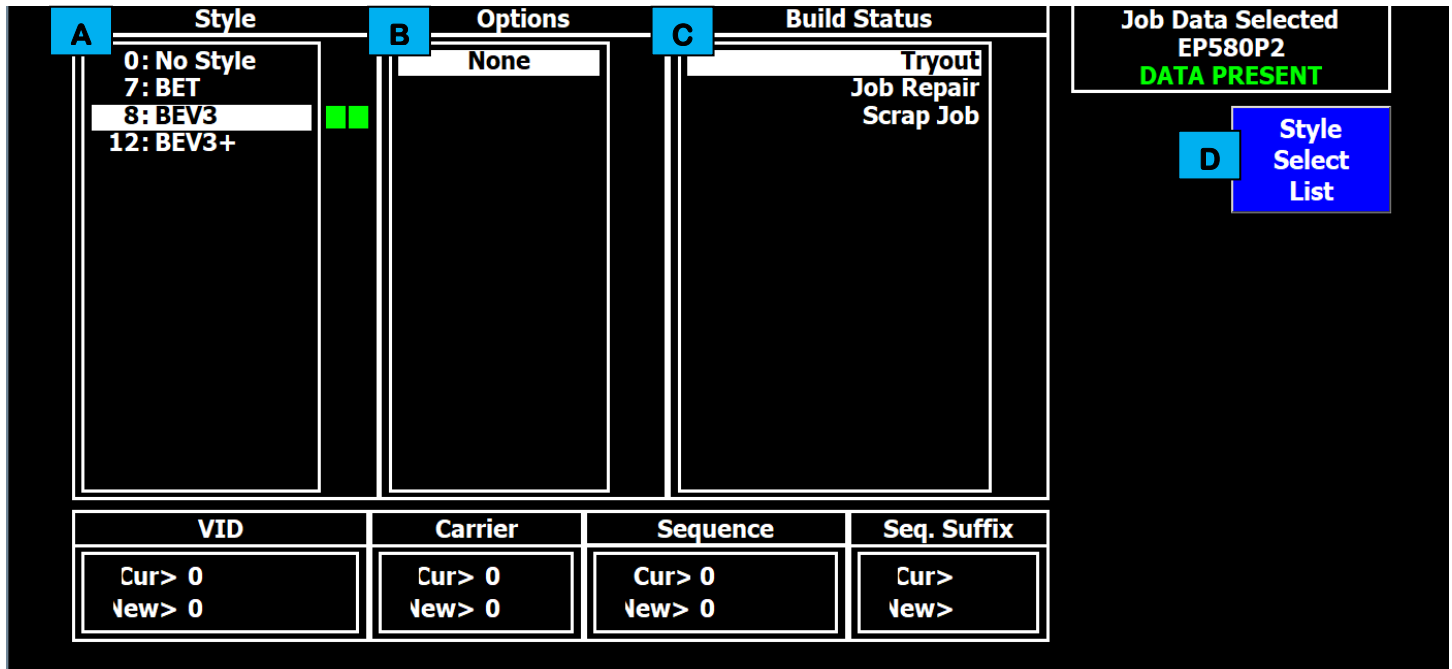 A Style
B Options
C Build Status
0: No Style
7: BET
8: BEV3
12: BEV3+
None
Tryout
Job Repair
Scrap Job
Job Data Selected
EP580P2
DATA PRESENT
D
Style
Select
List
VID
Cur> 0
New> 0
Carrier
Cur> 0
New> 0
Sequence
Cur> 0
New> 0
Seq. Suffix
Cur>
New>